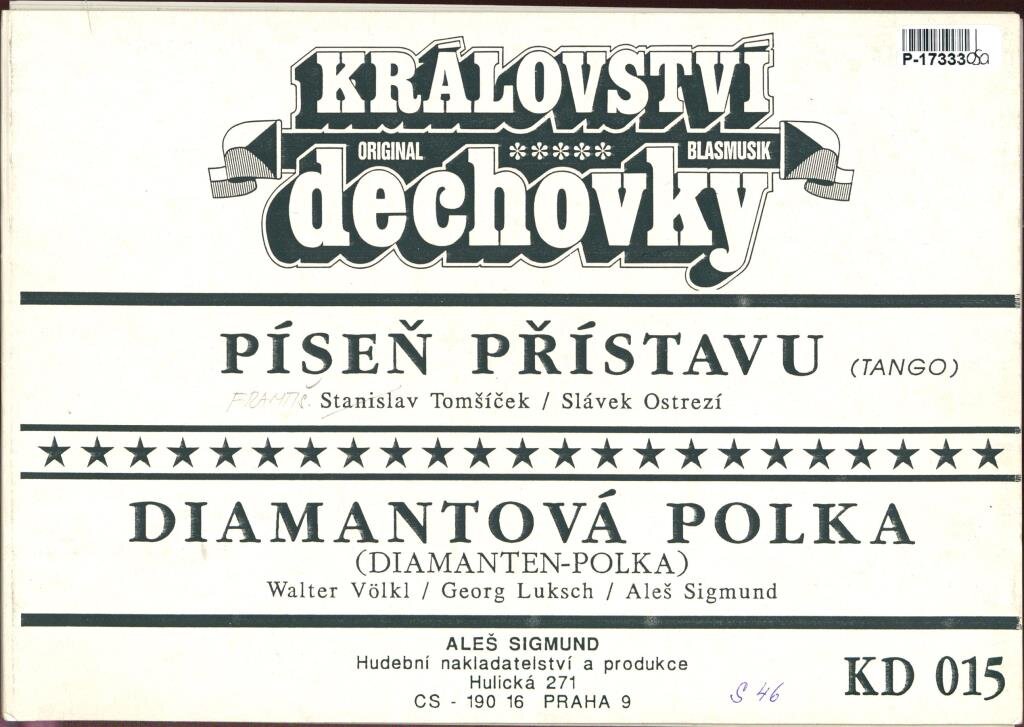 P-17333
KRÁLOVSTVÍ
ORIGINAL ***** BLASMUSIK
dechovky
PÍSEŇ PŘÍSTAVU (TANGO)
FRANTIŠ. Stanislav Tomšíček / Slávek Ostrezí
DIAMANTOVÁ POLKA
(DIAMANTEN-POLKA)
Walter Völkl / Georg Luksch / Aleš Sigmund
ALEŠ SIGMUND
Hudební nakladatelství a produkce
Hulická 271
CS - 190 16 PRAHA 9
S 46
KD 015